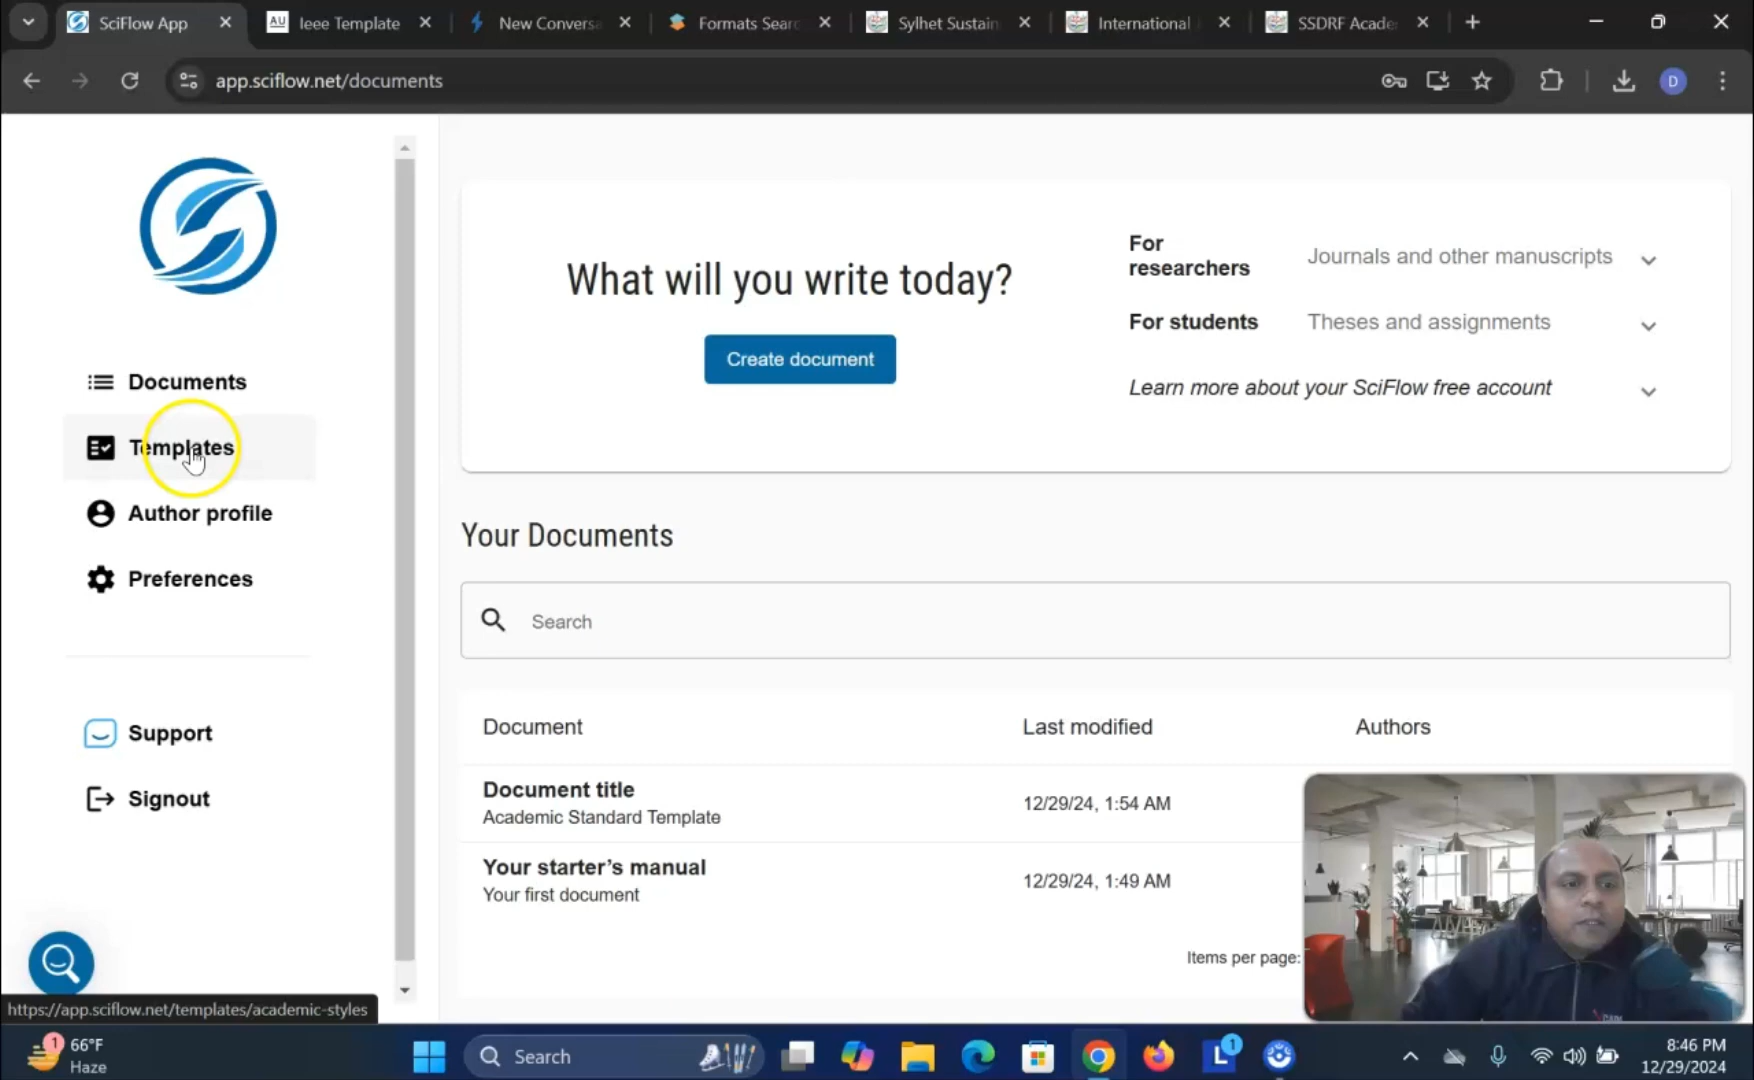 SciFlow App
AU
Ieee Template
New Conversa
Formats Searc
Sylhet Sustain
International
SSDRF Acade
app.sciflow.net/documents
D
For researchers
Journals and other manuscripts
What will you write today?
For students
Theses and assignments
Create document
Learn more about your SciFlow free account
Documents
Templates
Author profile
Preferences
Your Documents
Search
Support
Signout
Document
Last modified
Authors
Document title
Academic Standard Template
12/29/24, 1:54 AM
Your starter’s manual
Your first document
12/29/24, 1:49 AM
Items per page:
https://app.sciflow.net/templates/academic-styles
1
66°F
Haze
Search
L
1
8:46 PM
12/29/2024